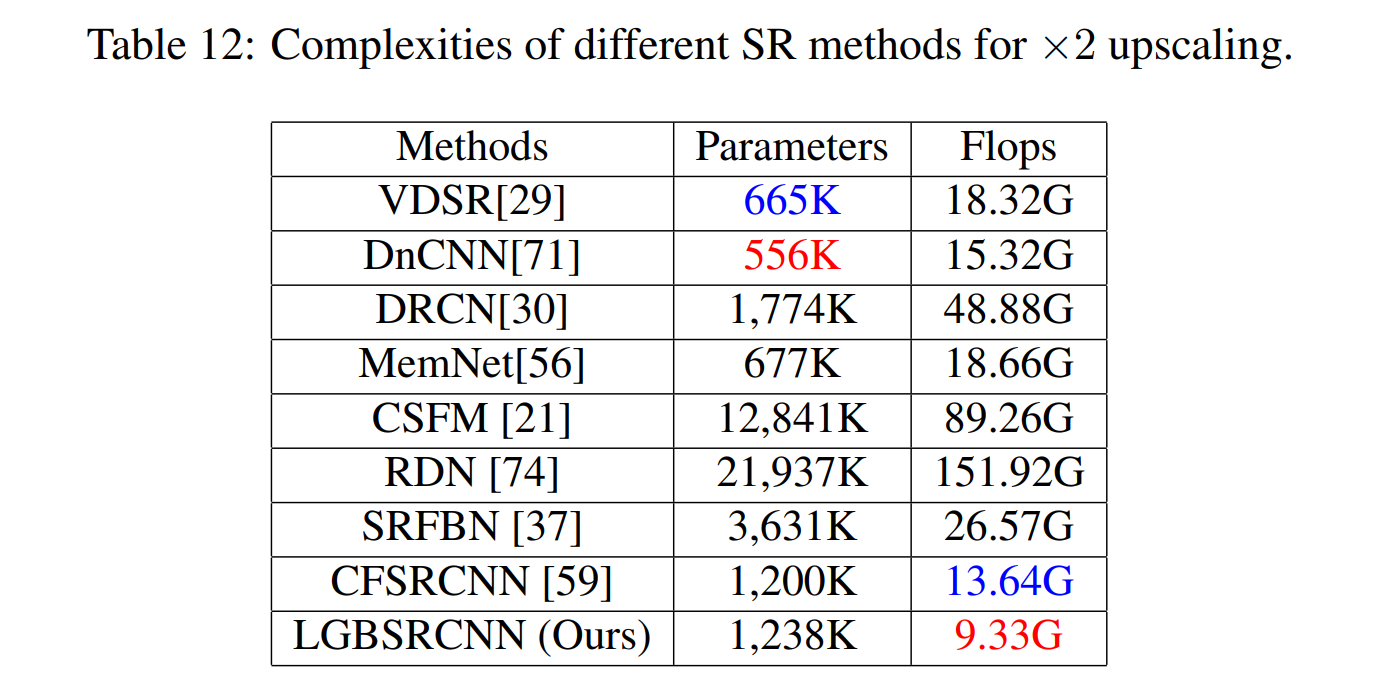 Table 12: Complexities of different SR methods for ×2 upscaling.
Methods Parameters Flops
VDSR[29] 665K 18.32G
DnCNN[71] 556K 15.32G
DRCN[30] 1,774K 48.88G
MemNet[56] 677K 18.66G
CSFM [21] 12,841K 89.26G
RDN [74] 21,937K 151.92G
SRFBN [37] 3,631K 26.57G
CFSRCNN [59] 1,200K 13.64G
LGBSRCNN (Ours) 1,238K 9.33G